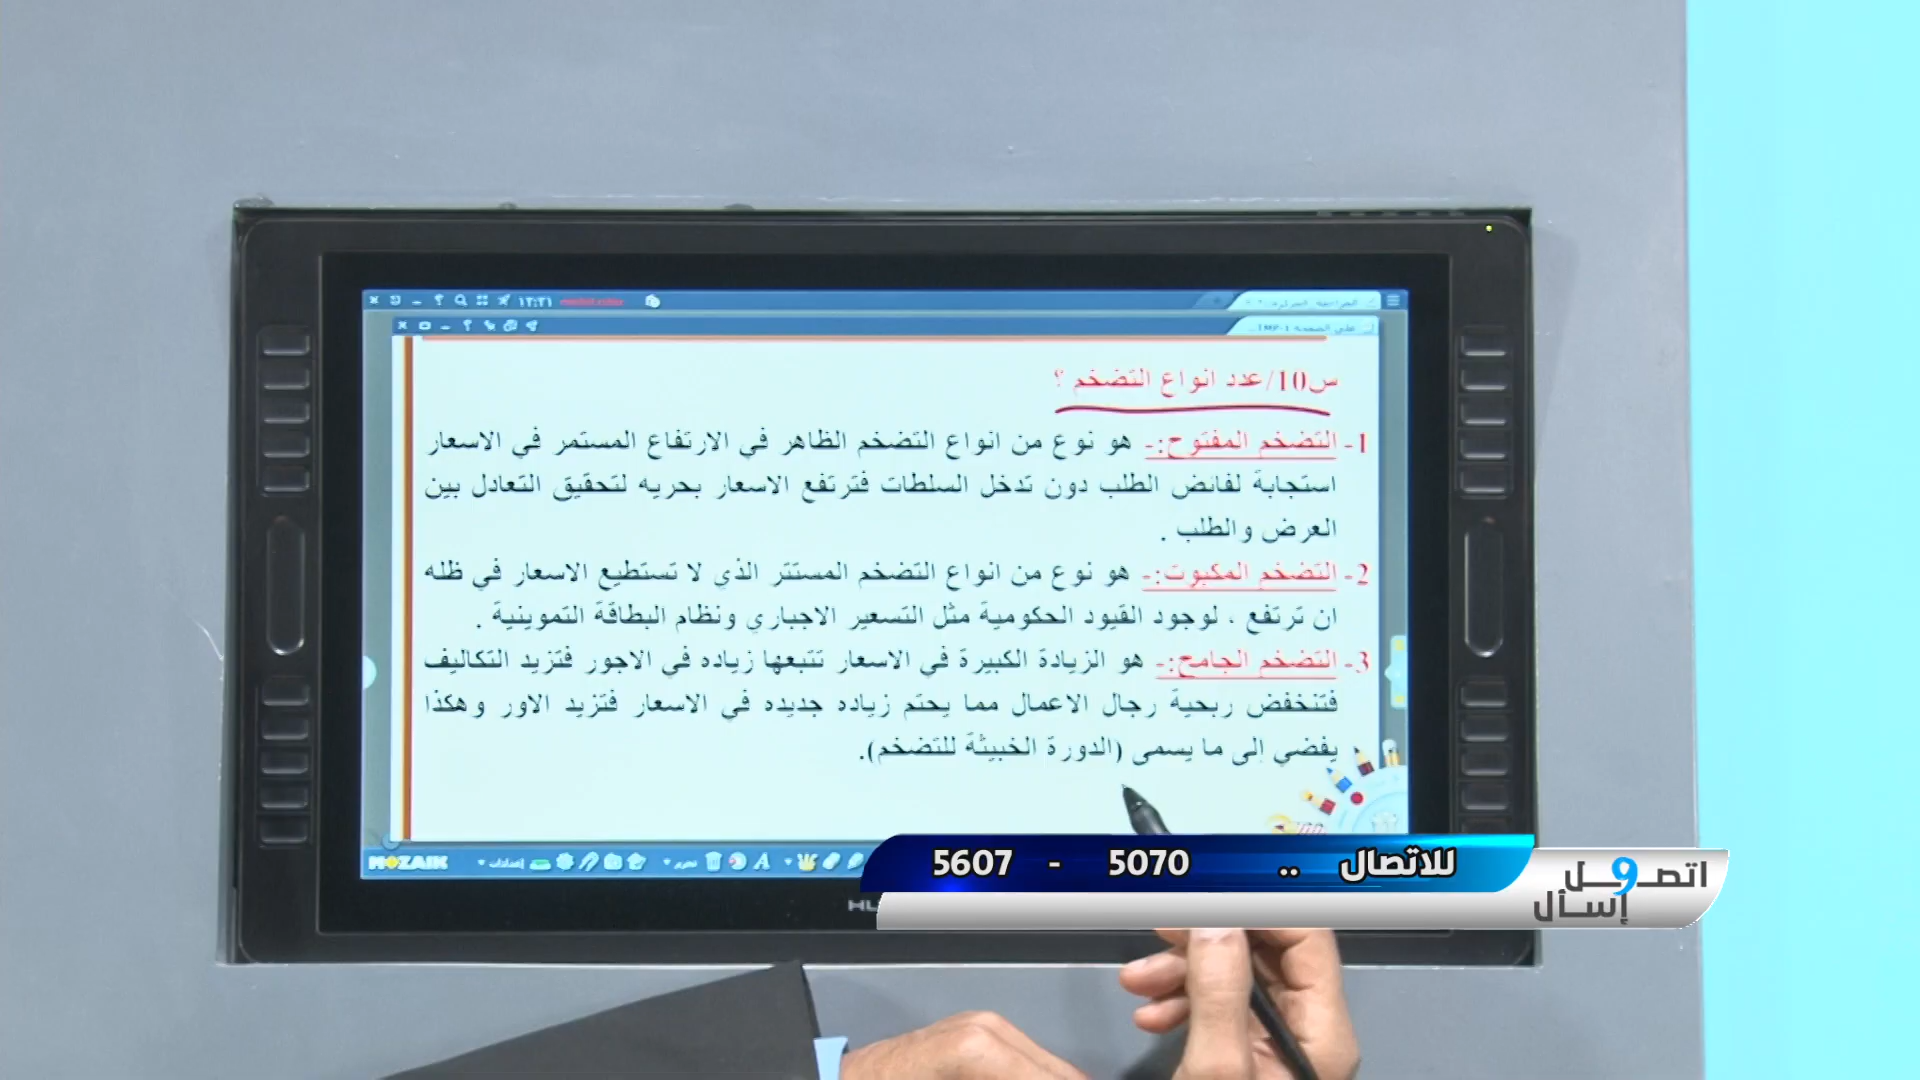 ١٢:٢١
س10/عدد انواع التضخم ؟
1- التضخم المفتوح:- هو نوع من انواع التضخم الظاهر في الارتفاع المستمر في الاسعار
استجابة لفائض الطلب دون تدخل السلطات فترتفع الاسعار بحريه لتحقيق التعادل بين
العرض والطلب .
2- التضخم المكبوت:- هو نوع من انواع التضخم المستتر الذي لا تستطيع الاسعار في ظله
ان ترتفع ، لوجود القيود الحكومية مثل التسعير الاجباري ونظام البطاقة التموينية .
3- التضخم الجامح:- هو الزيادة الكبيرة في الاسعار تتبعها زياده في الاجور فتزيد التكاليف
فتنخفض ربحية رجال الاعمال مما يحتم زياده جديده في الاسعار فتزيد الاور وهكذا
يفضي إلى ما يسمى (الدورة الخبيثة للتضخم).
MOZAIK إعدادات تحرير
للاتصال .. 5070 - 5607
اتصل و
إسأل